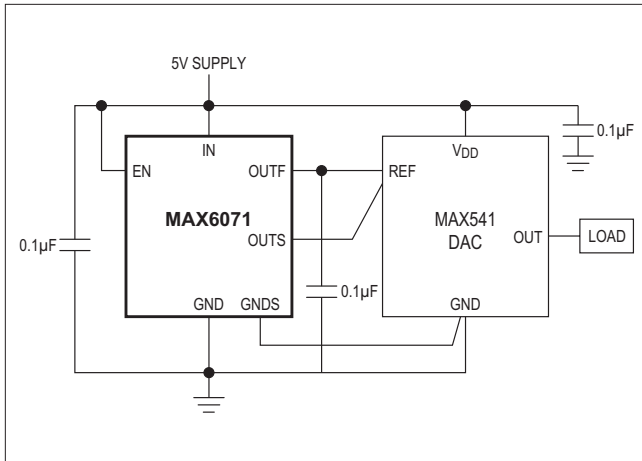 5V SUPPLY
0.1µF
IN
VDD
EN
OUTF
REF
MAX6071
MAX541
DAC
OUTS
OUT
LOAD
0.1µF
0.1µF
GND
GNDS
GND